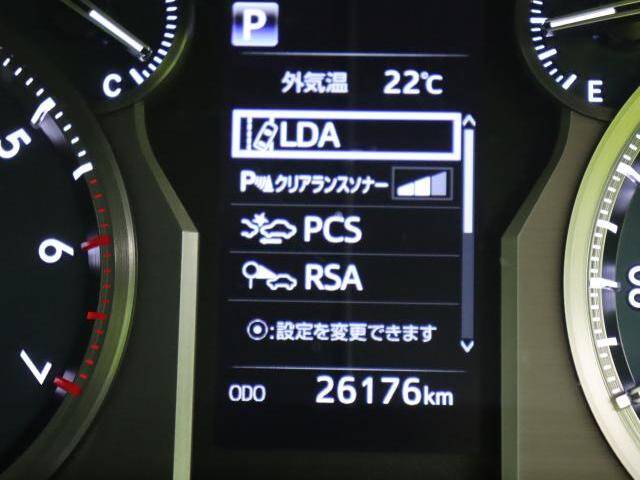 P
外気温 22℃
C
E
LDA
5
Pクリアランスソナー
6
PCS
RSA
7
⦿:設定を変更できます
ODO 26176km